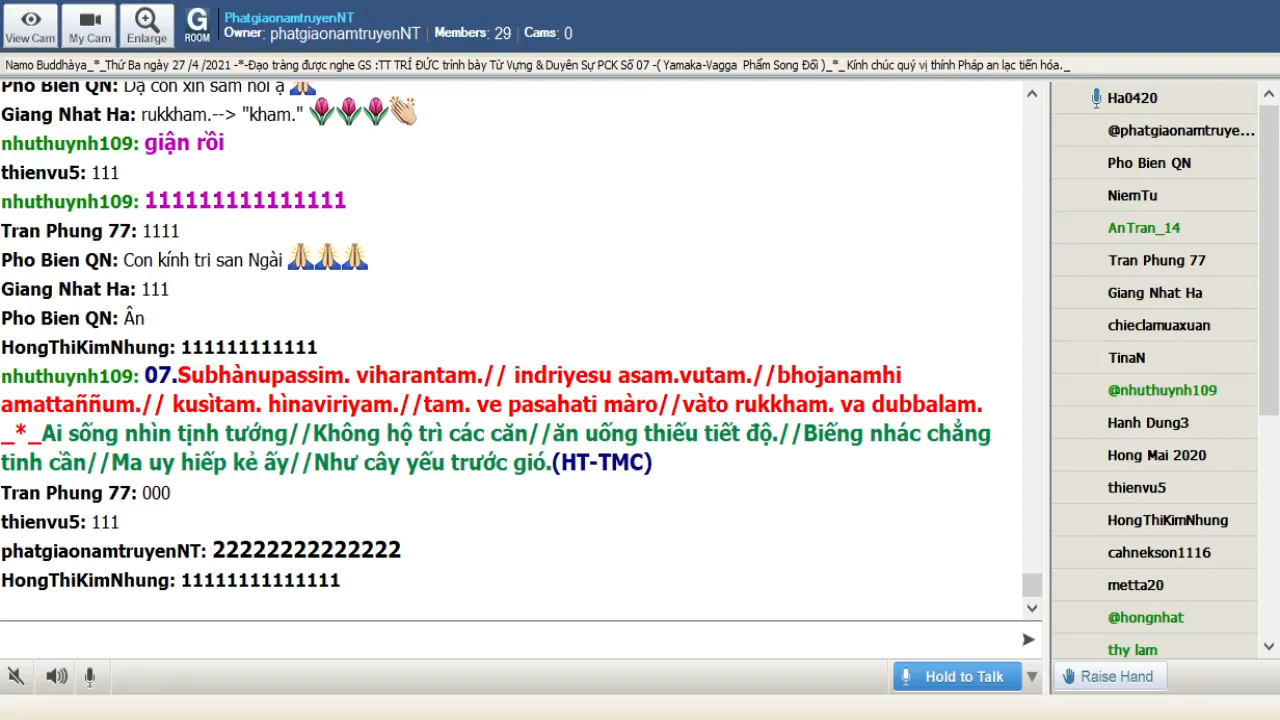 View Cam
My Cam
Enlarge
G
ROOM
PhatgiaonamtruyenNT
Owner: phatgiaonamtruyenNT | Members: 29 | Cams: 0
Namo Buddhàya_*_Thứ Ba ngày 27 /4 /2021 -*-Đạo tràng được nghe GS :TT TRÍ ĐỨC trình bày Từ Vựng & Duyên Sự PCK Số 07 -( Yamaka-Vagga Phẩm Song Đối )_*_ Kính chúc quý vị thính Pháp an lạc tiến hóa._
Pho Bien QN: Dạ con xin sám hối ạ
Giang Nhat Ha: rukkham.--> "kham."
nhuthuynh109: giận rồi
thienvu5: 111
nhuthuynh109: 111111111111111
Tran Phung 77: 1111
Pho Bien QN: Con kính tri san Ngài
Giang Nhat Ha: 111
Pho Bien QN: Ân
HongThiKimNhung: 111111111111
nhuthuynh109: 07.Subhànupassim. viharantam.// indriyesu asam.vutam.//bhojanamhi
amattaññum.// kusìtam. hìnaviriyam.//tam. ve pasahati màro//vàto rukkham. va dubbalam.
_*_Ai sống nhìn tịnh tướng//Không hộ trì các căn//ăn uống thiếu tiết độ.//Biếng nhác chẳng
tinh cần//Ma uy hiếp kẻ ấy//Như cây yếu trước gió.(HT-TMC)
Tran Phung 77: 000
thienvu5: 111
phatgiaonamtruyenNT: 22222222222222
HongThiKimNhung: 11111111111111
Hold to Talk
Ha0420
@phatgiaonamtruye...
Pho Bien QN
NiemTu
AnTran_14
Tran Phung 77
Giang Nhat Ha
chieclamuaxuan
TinaN
@nhuthuynh109
Hanh Dung3
Hong Mai 2020
thienvu5
HongThiKimNhung
cahnekson1116
metta20
@hongnhat
thy lam
Raise Hand